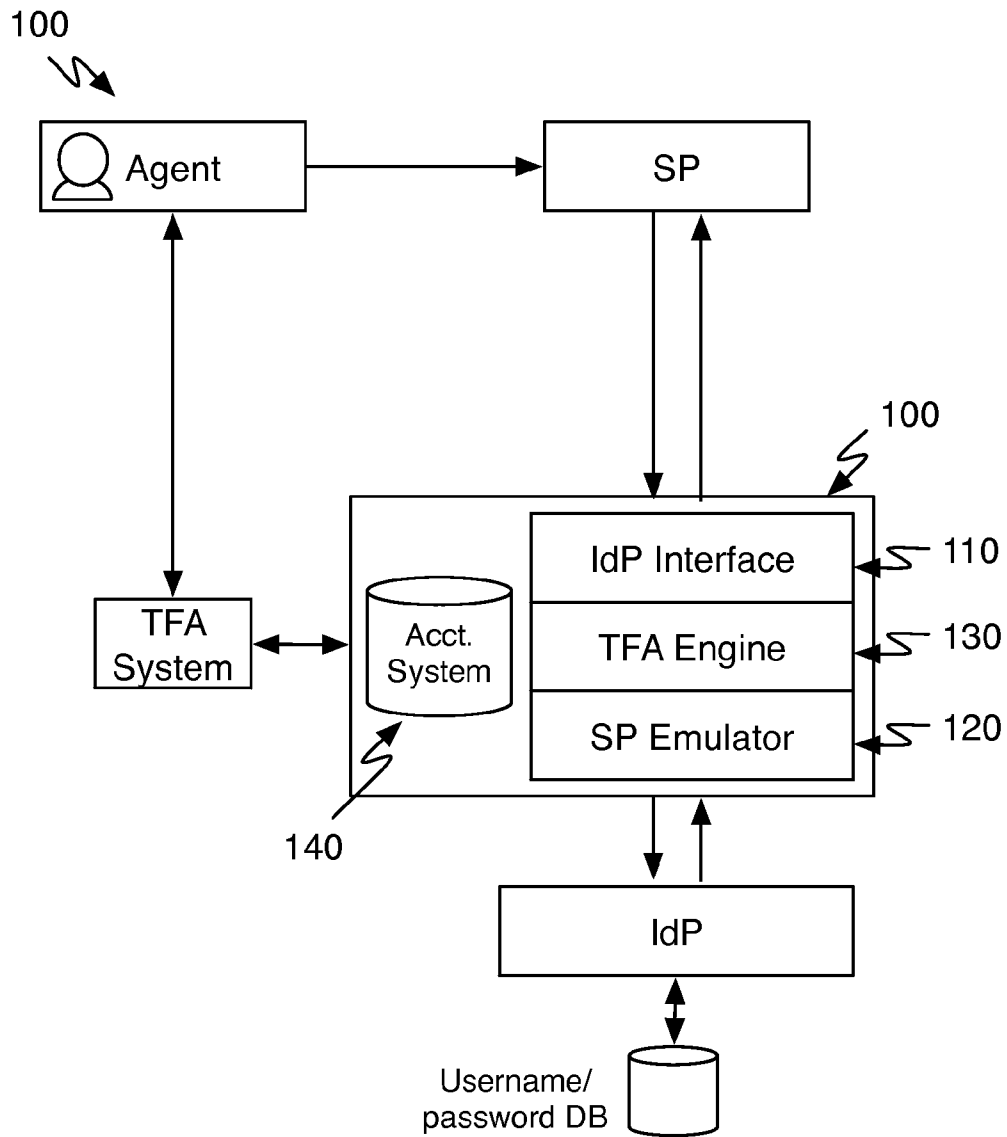 100
Agent
SP
100
IdP Interface
110
TFA
System
Acct.
System
TFA Engine
130
SP Emulator
120
140
IdP
Username/
password DB